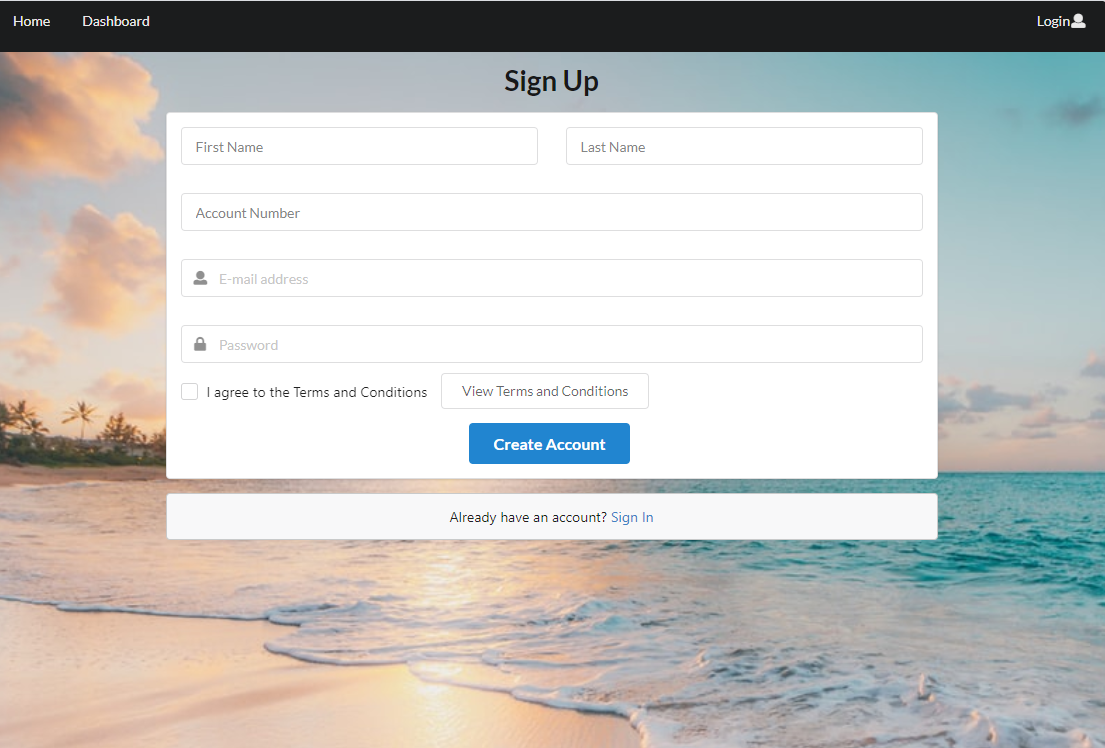 Home Dashboard Login
Sign Up
First Name Last Name
Account Number
E-mail address
Password
I agree to the Terms and Conditions View Terms and Conditions
Create Account
Already have an account? Sign In